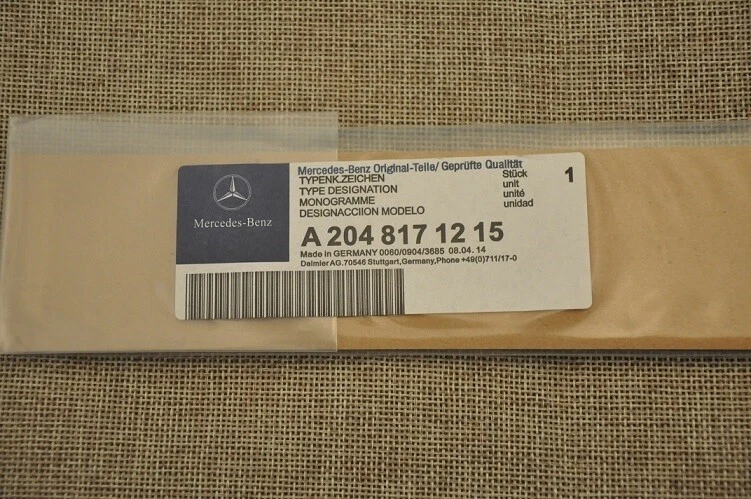 Mercedes-Benz
Mercedes-Benz Original-Teile/ Geprüfte Qualität
TYPENK.ZEICHEN
TYPE DESIGNATION
MONOGRAMME
DESIGNACCIION MODELO
Stück
unit
unité
unidad
1
A 204 817 12 15
Made in GERMANY 0060/0904/3685 08.04. 14
Daimler AG.70546 Stuttgart,Germany,Phone +49(0)711/17-0